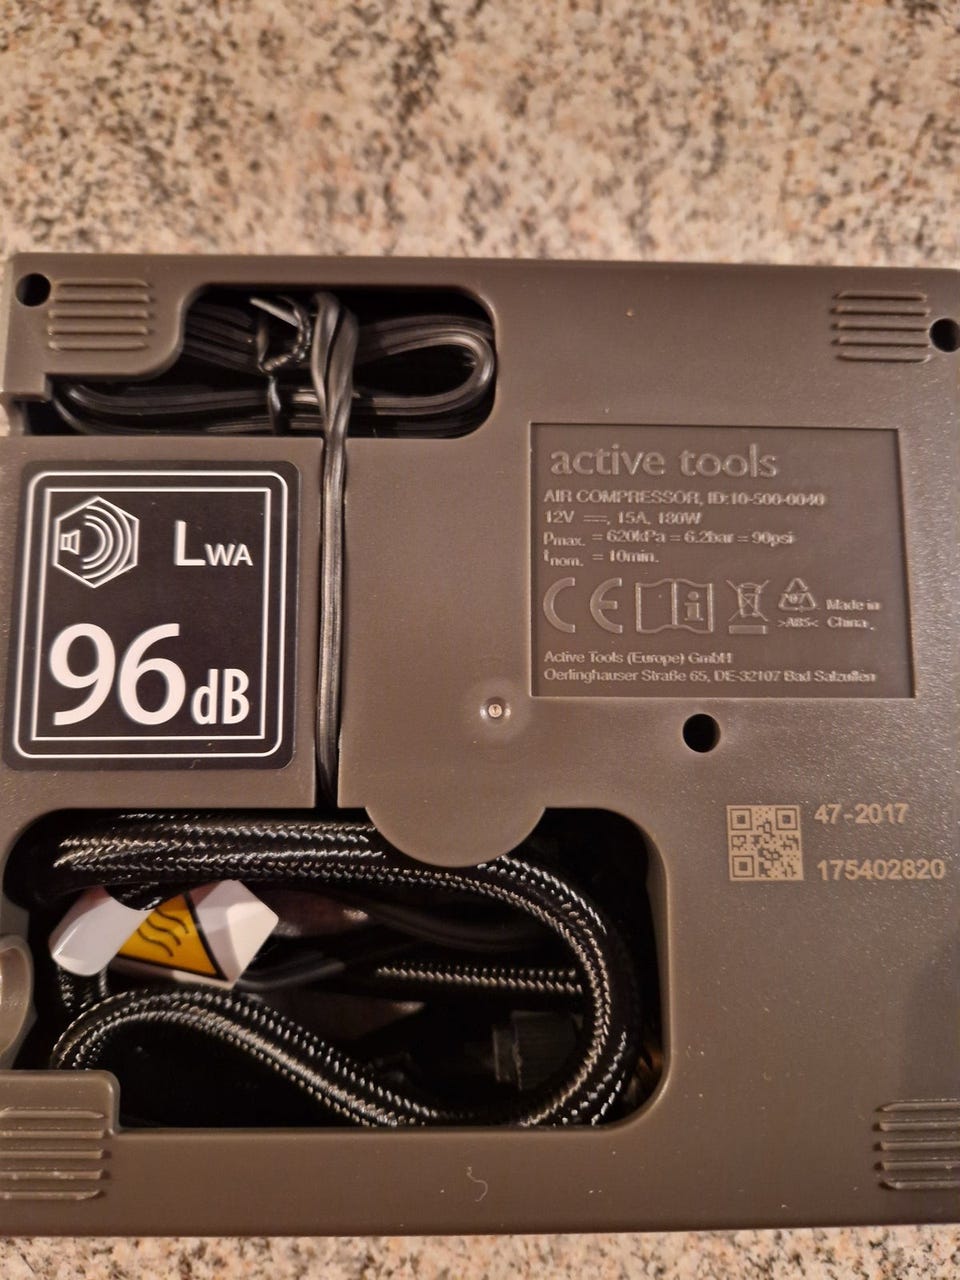 LWA
96dB
active tools
AIR COMPRESSOR, ID:10-500-0040
12V ⎓, 15A, 180W
Pmax. = 620kPa = 6.2bar = 90psi
tnom. = 10min.
CE
07
>ABS<
Made in
China.
Active Tools (Europe) GmbH
Oerlinghauser Straße 65, DE-32107 Bad Salzuflen
47-2017
175402820